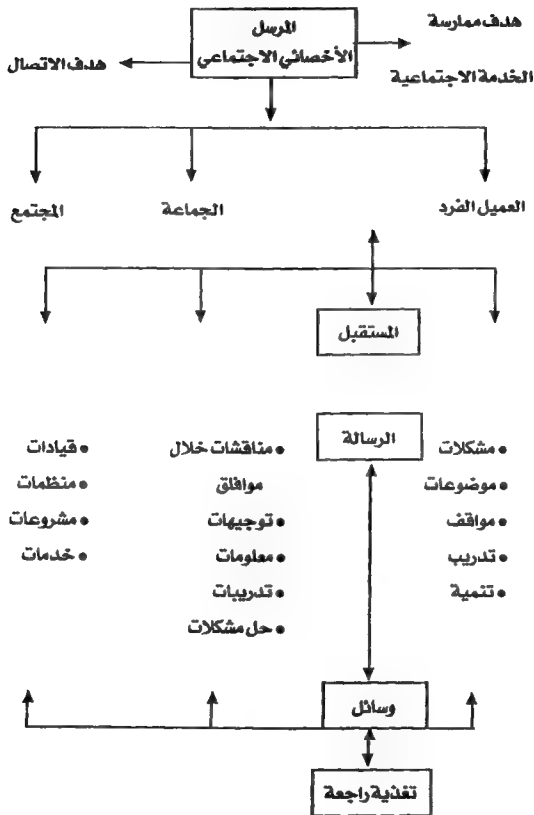 هدف ممارسة
الخدمة الاجتماعية
المرسل
الأخصائي الاجتماعي
هدف الاتصال
العميل الفرد
الجماعة
المجتمع
المستقبل
الرسالة
• مشكلات
• موضوعات
• مواقف
• تدريب
• تنمية
• مناقشات خلال
موافلق
• توجيهات
• معلومات
• تدريبات
• حل مشكلات
• قيادات
• منظمات
• مشروعات
• خدمات
وسائل
تغذية راجعة